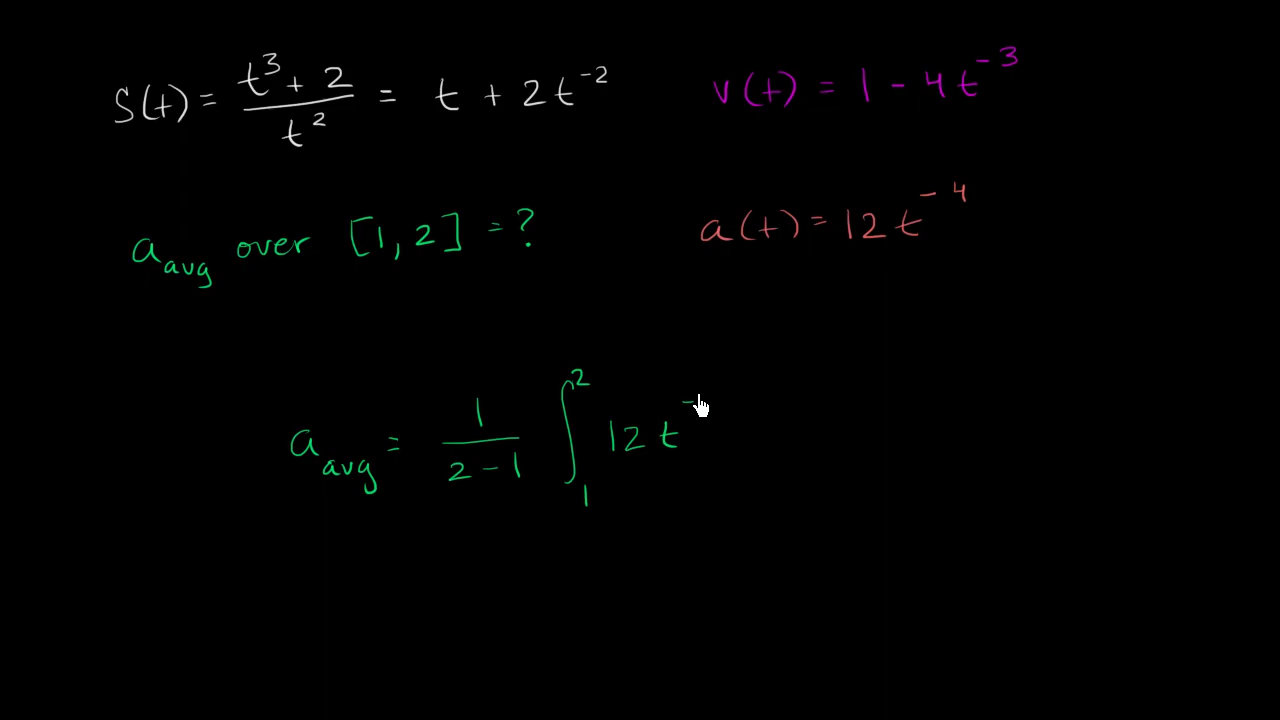 S(t) = (t³ + 2)/t² = t + 2t⁻²
v(t) = 1 - 4t⁻³
a_avg over [1, 2] = ?
a(t) = 12t⁻⁴
a_avg = 1/(2 - 1) ∫₁² 12t⁻